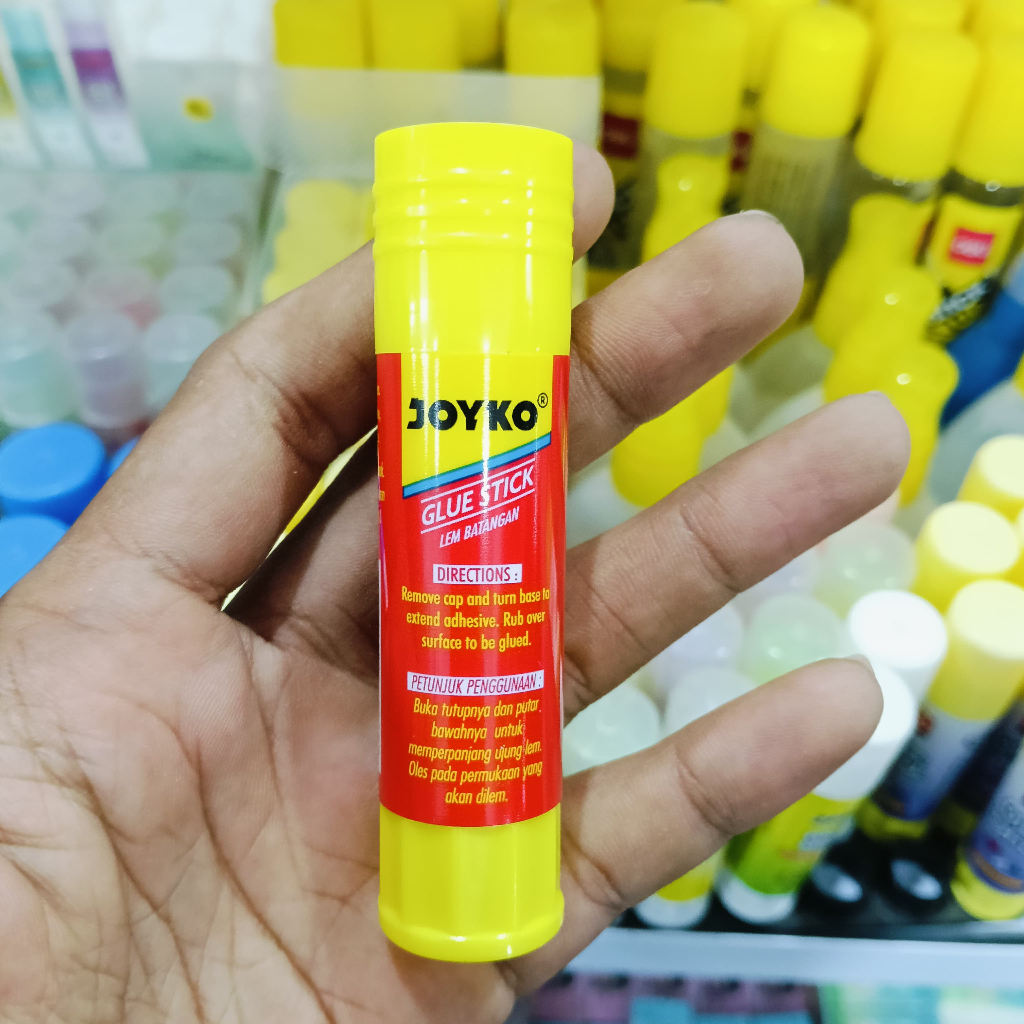 JOYKO®
GLUE STICK
LEM BATANGAN
DIRECTIONS :
Remove cap and turn base to
extend adhesive. Rub over
surface to be glued.
PETUNJUK PENGGUNAAN :
Buka tutupnya dan putar
bawahnya untuk
memperpanjang ujung lem.
Oles pada permukaan yang
akan dilem.